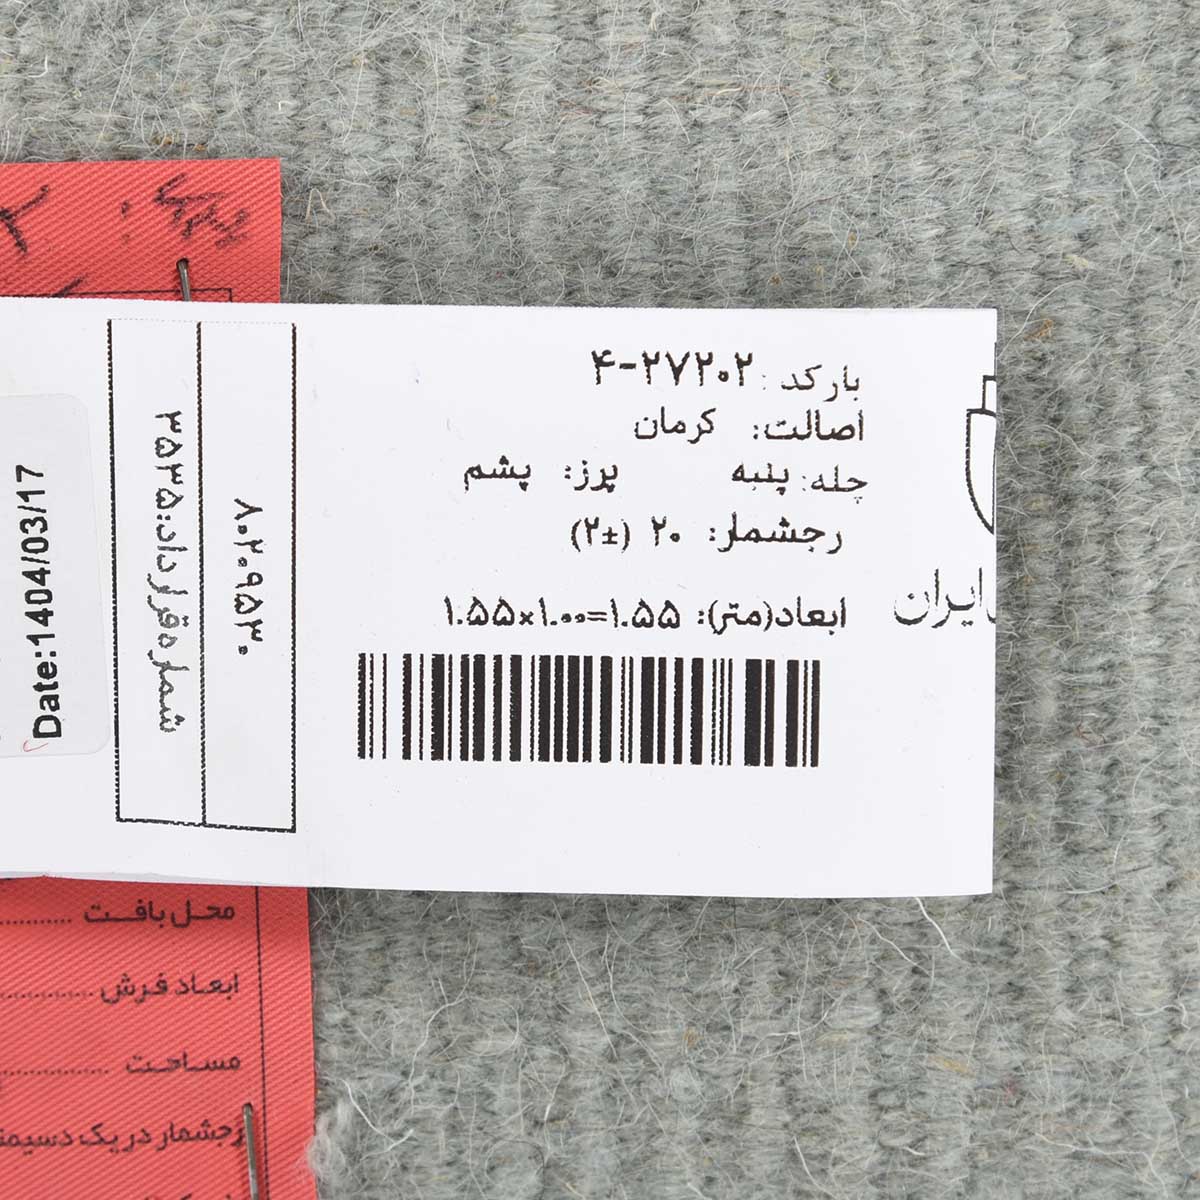 بارکد: ۲۷۲۰۲-۴
اصالت: کرمان
چله: پنبه پرز: پشم
رجشمار: ۲۰ (±۲)
ابعاد(متر): ۱.۵۵=۱.۰۰×۱.۵۵
ایران
۸۰۲۰۹۵۳۰
شماره قرارداد: ۳۵۳۵
Date:1404/03/17
محل بافت
ابعاد فرش
مساحت
رجشمار در یک